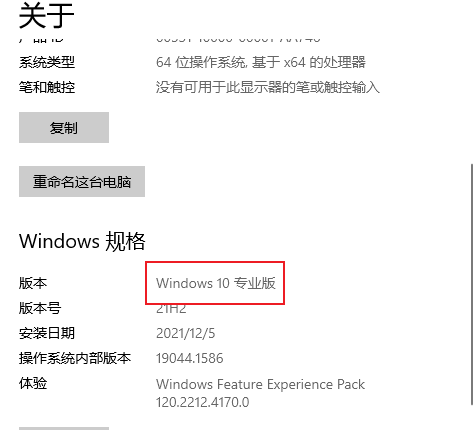 关于
系统类型 64 位操作系统, 基于 x64 的处理器
笔和触控 没有可用于此显示器的笔或触控输入
复制
重命名这台电脑
Windows 规格
版本 Windows 10 专业版
版本号 21H2
安装日期 2021/12/5
操作系统内部版本 19044.1586
体验 Windows Feature Experience Pack
120.2212.4170.0